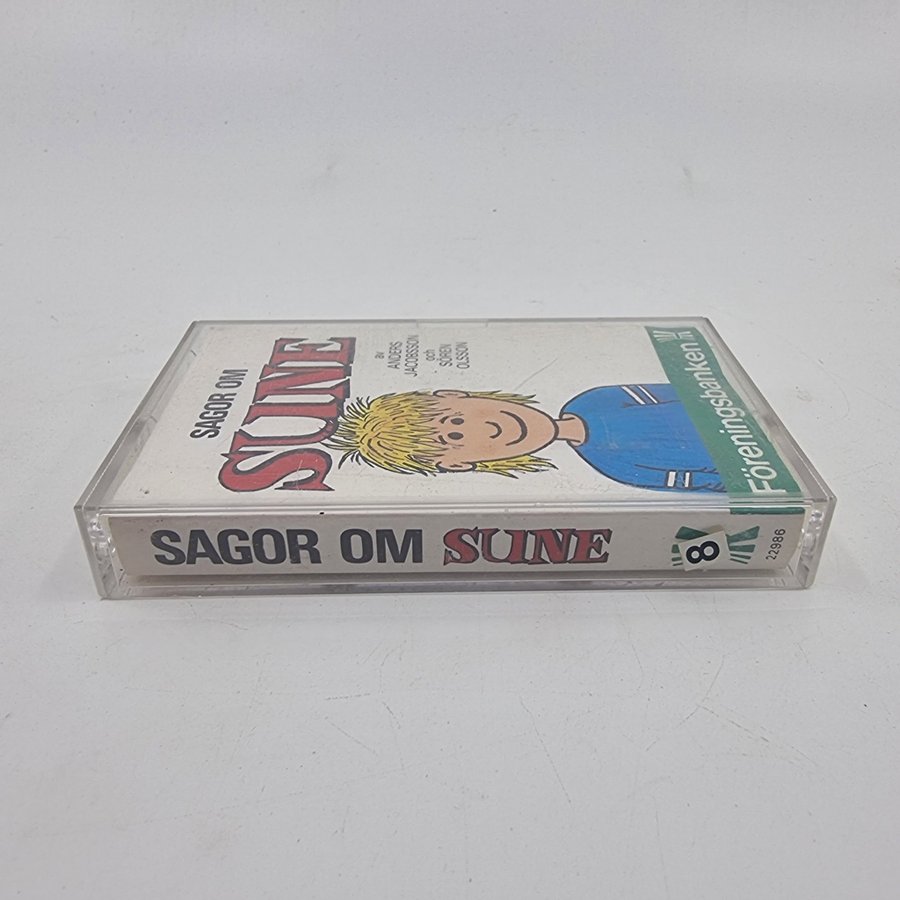 SAGOR OM
SUNE
av
ANDERS
JACOBSSON
och
SÖREN
OLSSON
Föreningsbanken
SAGOR OM SUNE
8
22986